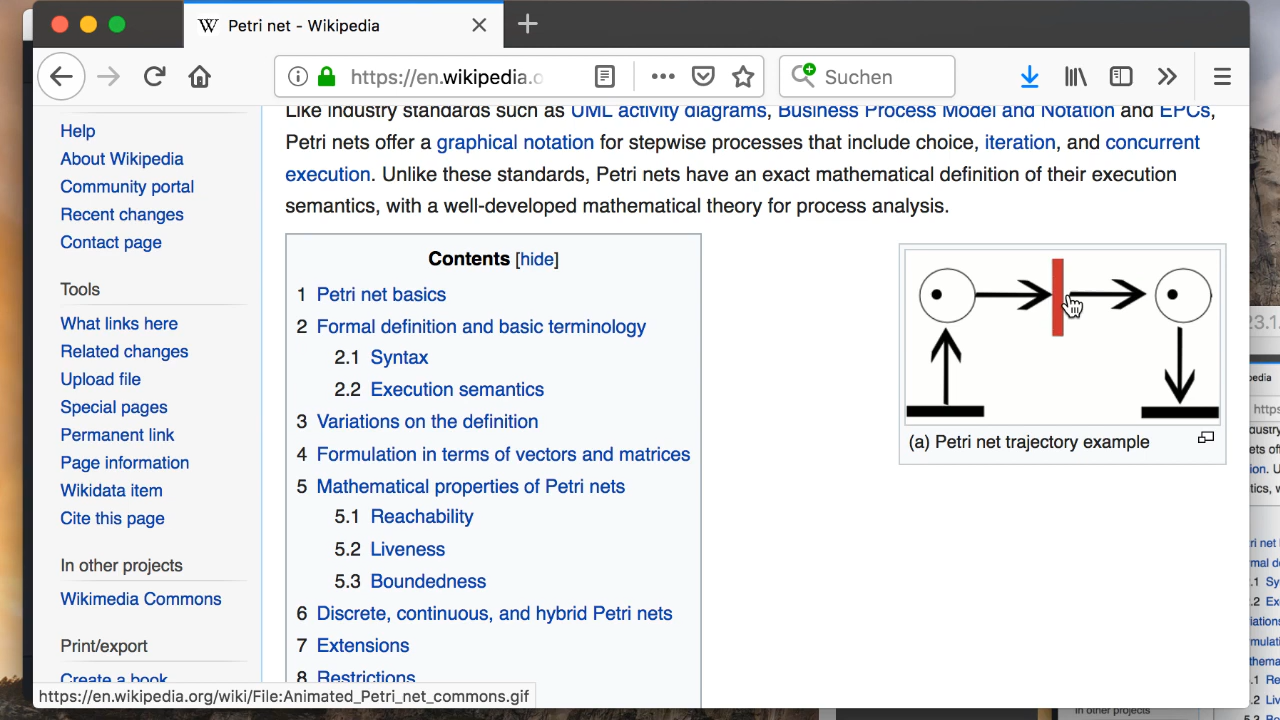 Petri net - Wikipedia
https://en.wikipedia.o
Suchen
Like industry standards such as UML activity diagrams, Business Process Model and Notation and EPCs,
Petri nets offer a graphical notation for stepwise processes that include choice, iteration, and concurrent
execution. Unlike these standards, Petri nets have an exact mathematical definition of their execution
semantics, with a well-developed mathematical theory for process analysis.
Help
About Wikipedia
Community portal
Recent changes
Contact page
Tools
What links here
Related changes
Upload file
Special pages
Permanent link
Page information
Wikidata item
Cite this page
In other projects
Wikimedia Commons
Print/export
Create a book
Contents [hide]
1 Petri net basics
2 Formal definition and basic terminology
2.1 Syntax
2.2 Execution semantics
3 Variations on the definition
4 Formulation in terms of vectors and matrices
5 Mathematical properties of Petri nets
5.1 Reachability
5.2 Liveness
5.3 Boundedness
6 Discrete, continuous, and hybrid Petri nets
7 Extensions
8 Restrictions
(a) Petri net trajectory example
https://en.wikipedia.org/wiki/File:Animated_Petri_net_commons.gif
In other projects